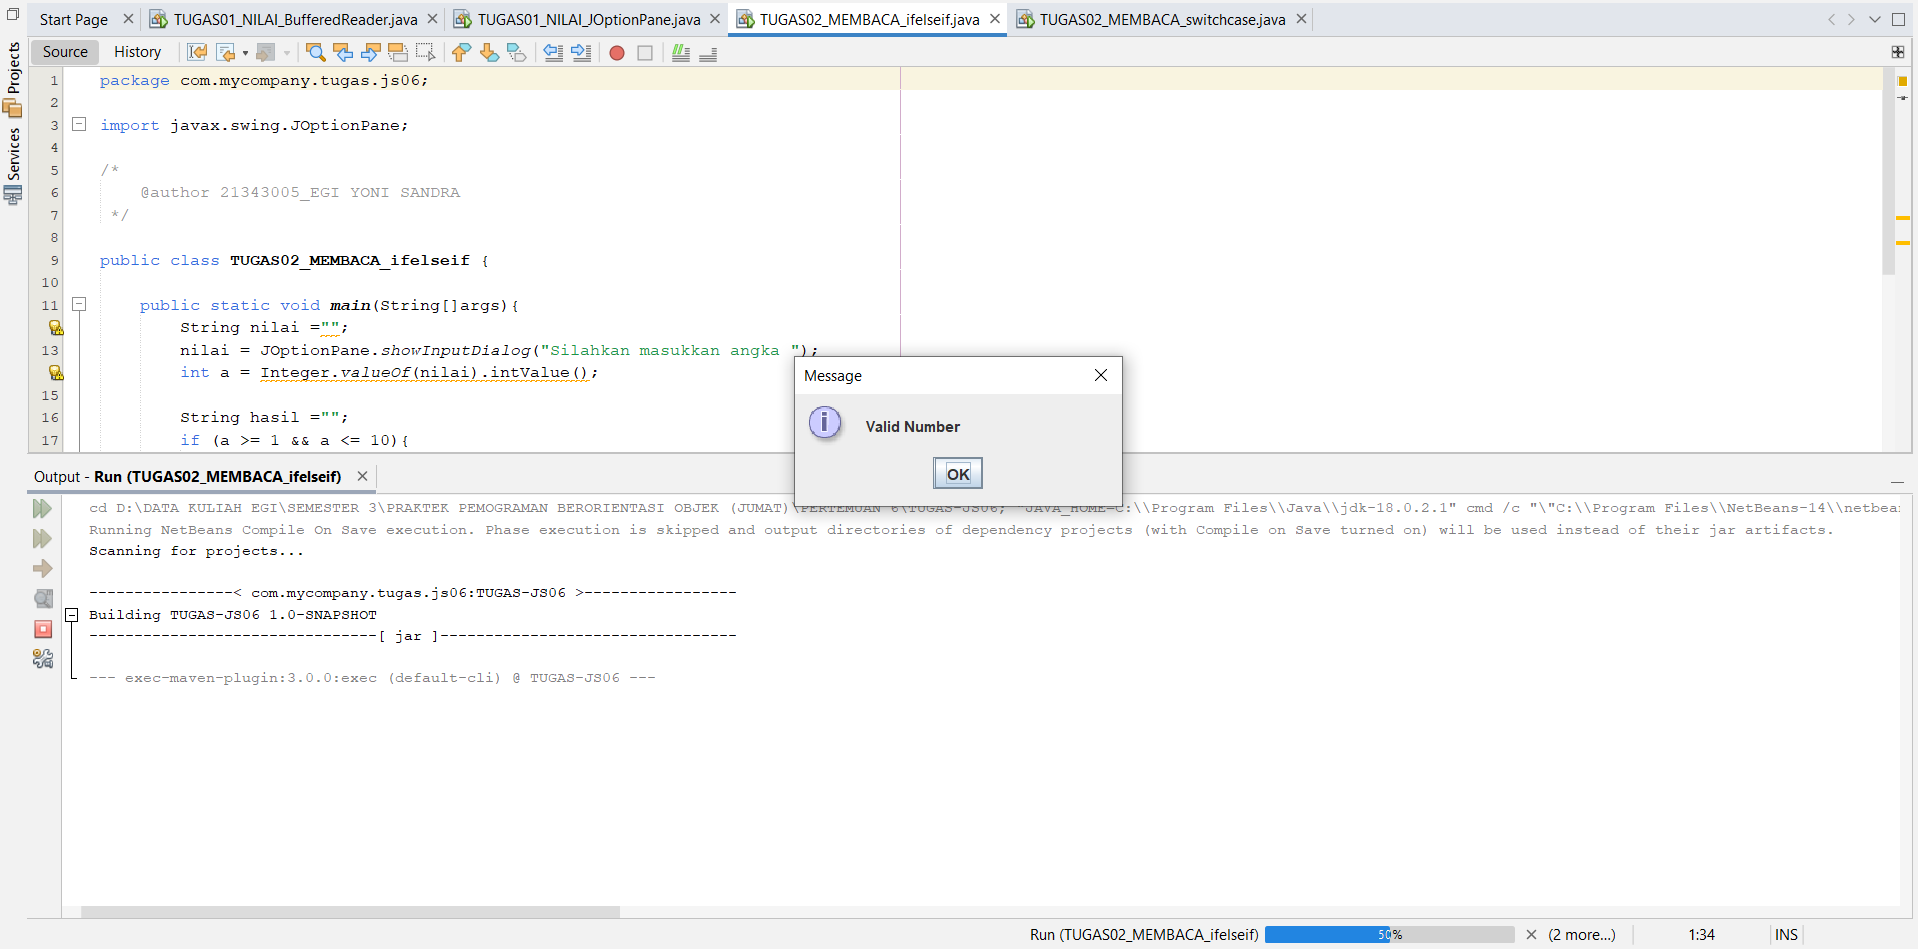 Start Page
TUGAS01_NILAI_BufferedReader.java
TUGAS01_NILAI_JOptionPane.java
TUGAS02_MEMBACA_ifelseif.java
TUGAS02_MEMBACA_switchcase.java
Projects
Services
Source History
1 package com.mycompany.tugas.js06;
2
3 import javax.swing.JOptionPane;
4
5 /*
6 @author 21343005_EGI YONI SANDRA
7 */
8
9 public class TUGAS02_MEMBACA_ifelseif {
10
11 public static void main(String[]args){
String nilai ="";
13 nilai = JOptionPane.showInputDialog("Silahkan masukkan angka ");
int a = Integer.valueOf(nilai).intValue();
15
16 String hasil ="";
17 if (a >= 1 && a <= 10){
Message
Valid Number
OK
Output - Run (TUGAS02_MEMBACA_ifelseif)
cd D:\DATA KULIAH EGI\SEMESTER 3\PRAKTEK PEMOGRAMAN BERORIENTASI OBJEK (JUMAT)\PERTEMUAN 6\TUGAS-JS06; "JAVA_HOME=C:\\Program Files\\Java\\jdk-18.0.2.1" cmd /c "\"C:\\Program Files\\NetBeans-14\\netbean
Running NetBeans Compile On Save execution. Phase execution is skipped and output directories of dependency projects (with Compile on Save turned on) will be used instead of their jar artifacts.
Scanning for projects...
----------------< com.mycompany.tugas.js06:TUGAS-JS06 >-----------------
Building TUGAS-JS06 1.0-SNAPSHOT
--------------------------------[ jar ]---------------------------------
--- exec-maven-plugin:3.0.0:exec (default-cli) @ TUGAS-JS06 ---
Run (TUGAS02_MEMBACA_ifelseif) 50% (2 more...) 1:34 INS